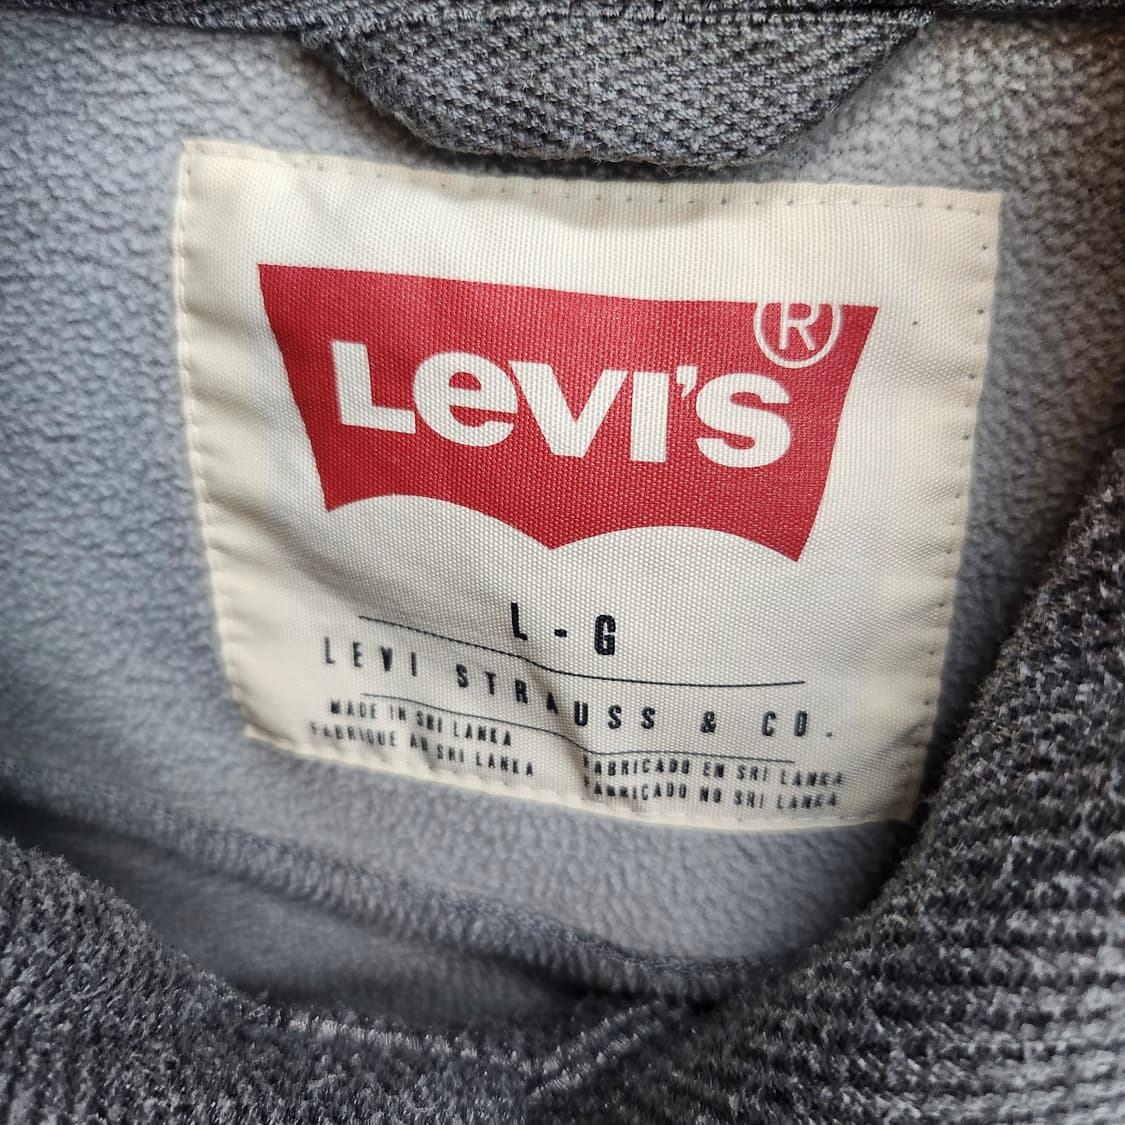 Levi's ®
L-G
LEVI STRAUSS & CO.
MADE IN SRI LANKA
FABRIQUE AU SRI LANKA
FABRICADO EN SRI LANKA
FABRICADO NO SRI LANKA